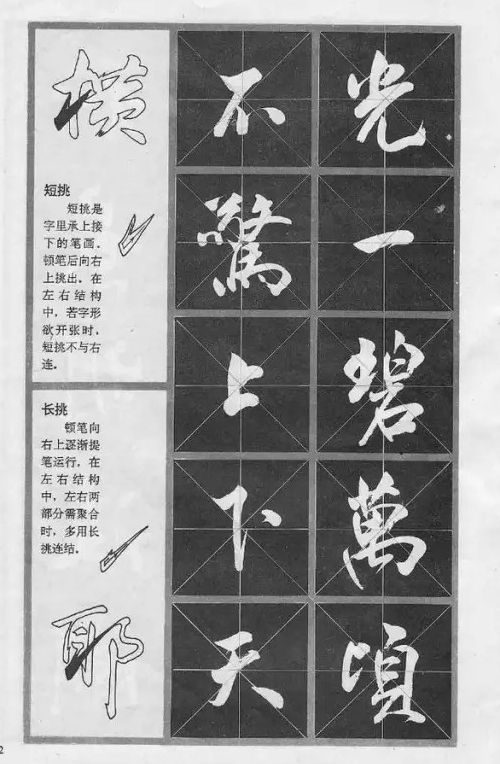 横
短挑
短挑是
字里承上接
下的笔画。
顿笔后向右
上挑出。在
左右结构
中，若字形
欲开张时，
短挑不与右
连。
长挑
顿笔向
右上逐渐提
笔运行。在
左右结构
中，左右两
部分需聚合
时，多用长
挑连结。
耶
不驚上下天
光一碧萬頃
2